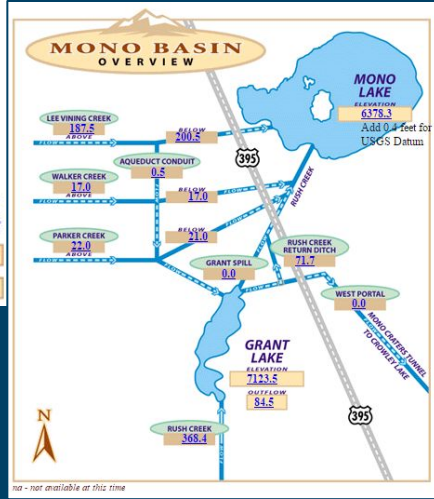 MONO BASIN
OVERVIEW
MONO
LAKE
ELEVATION
6378.3
Add 0.4 feet for
USGS Datum
LEE VINING CREEK
187.5
ABOVE
FLOW
BELOW
200.5
FLOW
AQUEDUCT CONDUIT
0.5
FLOW
395
WALKER CREEK
17.0
ABOVE
FLOW
BELOW
17.0
FLOW
RUSH CREEK
PARKER CREEK
22.0
ABOVE
FLOW
BELOW
21.0
FLOW
GRANT SPILL
0.0
FLOW
RUSH CREEK
RETURN DITCH
71.7
FLOW
WEST PORTAL
0.0
MONO CRATERS TUNNEL
TO CROWLEY LAKE
GRANT
LAKE
ELEVATION
7123.5
OUTFLOW
84.5
395
N
RUSH CREEK
368.4
na - not available at this time